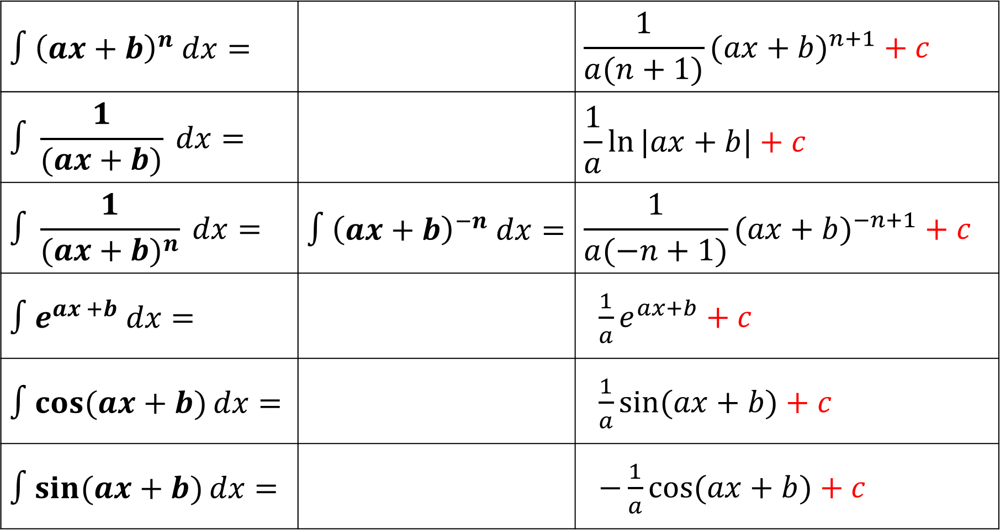 ∫ (ax + b)ⁿ dx = 1/(a(n + 1)) (ax + b)ⁿ⁺¹ + c
∫ 1/(ax + b) dx = 1/a ln |ax + b| + c
∫ 1/(ax + b)ⁿ dx = ∫ (ax + b)⁻ⁿ dx = 1/(a(−n + 1)) (ax + b)⁻ⁿ⁺¹ + c
∫ e^(ax +b) dx = 1/a e^(ax+b) + c
∫ cos(ax + b) dx = 1/a sin(ax + b) + c
∫ sin(ax + b) dx = − 1/a cos(ax + b) + c